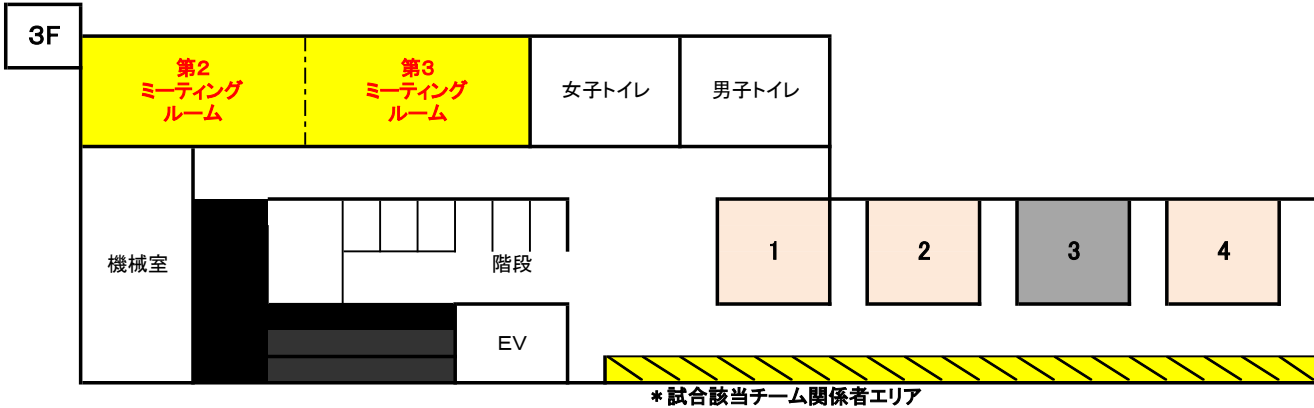 3F
第2
ミーティング
ルーム
第3
ミーティング
ルーム
女子トイレ
男子トイレ
機械室
階段
EV
1
2
3
4
＊試合該当チーム関係者エリア